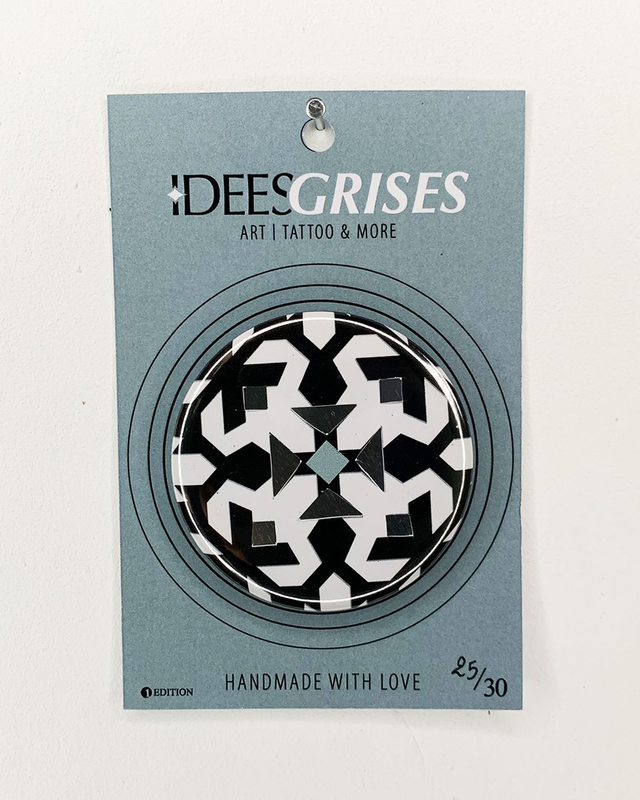 IDEESGRISES
ART | TATTOO & MORE
1 EDITION
HANDMADE WITH LOVE
25/30